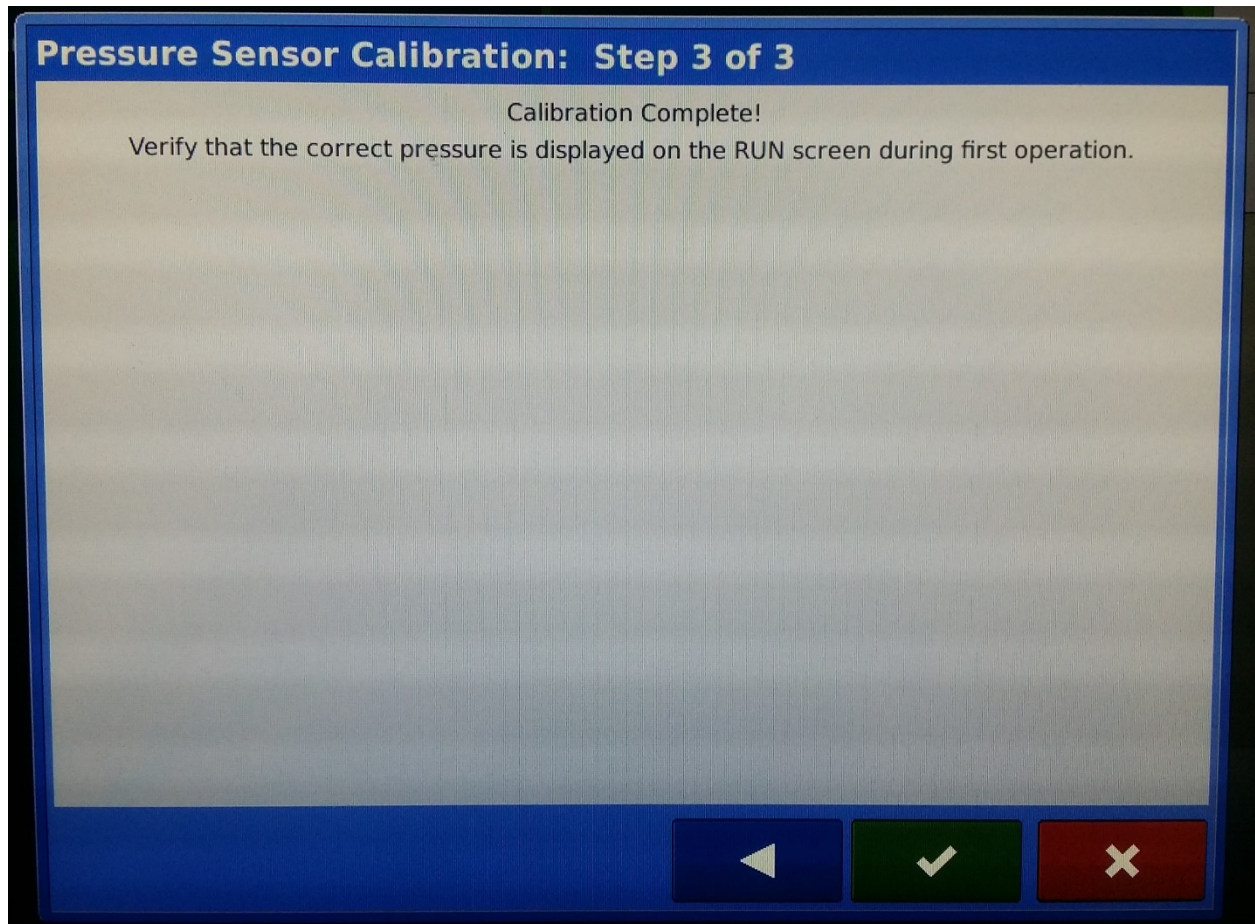 Pressure Sensor Calibration: Step 3 of 3
Calibration Complete!
Verify that the correct pressure is displayed on the RUN screen during first operation.